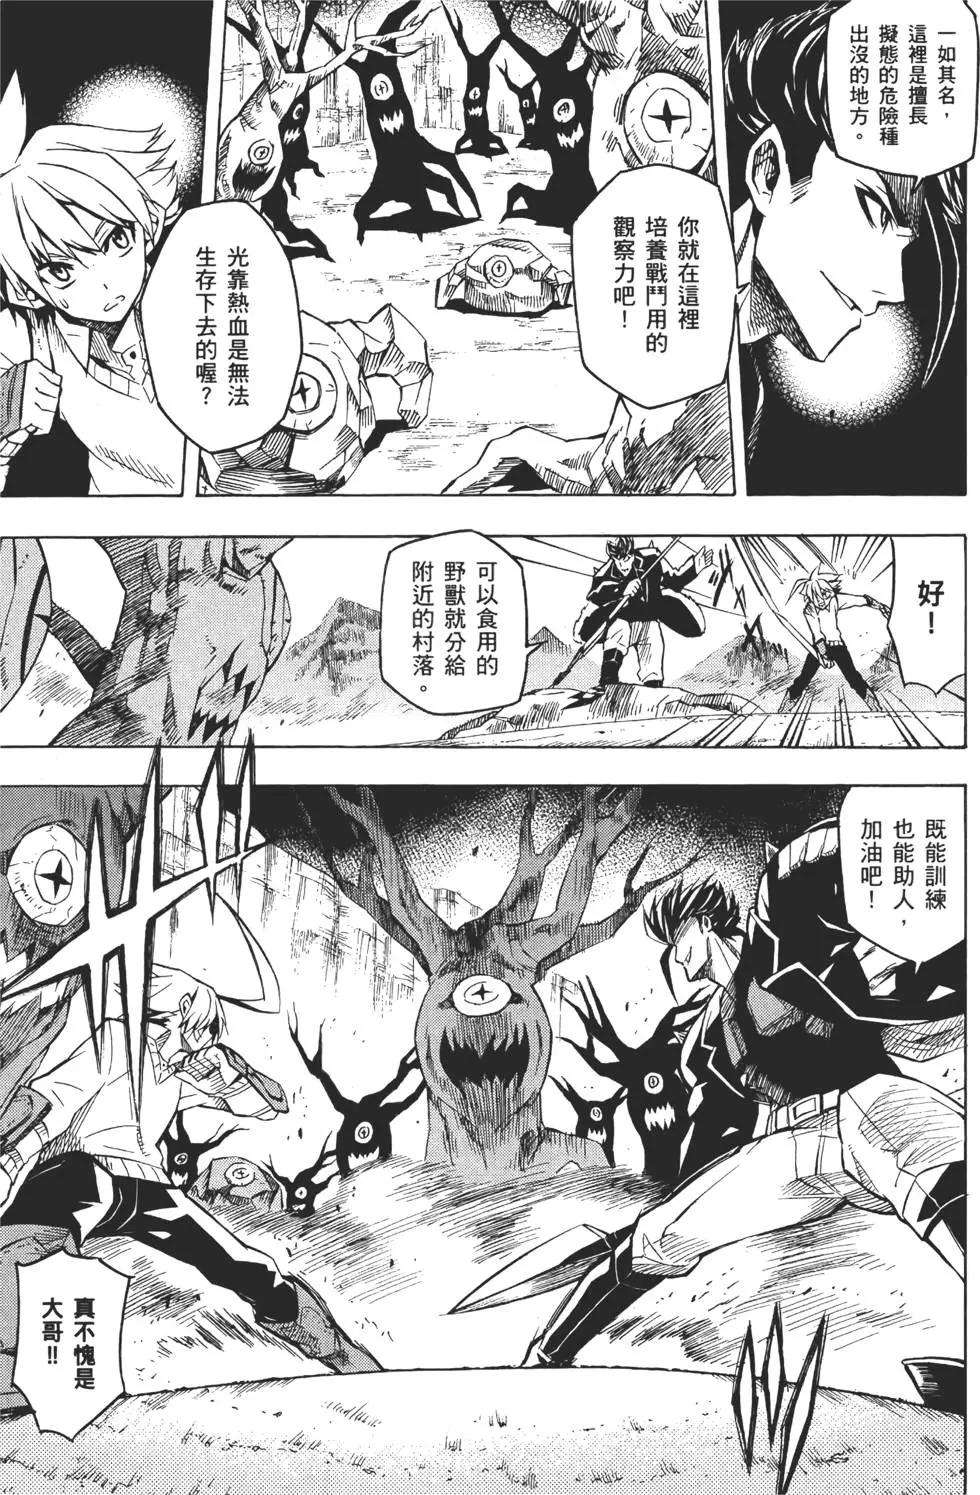 一如其名，
這裡是擅長
擬態的危險種
出沒的地方。
你就在這裡
培養戰鬥用的
觀察力吧！
光靠熱血是無法
生存下去的喔？
好！
可以食用的
野獸就分給
附近的村落。
既能訓練
也能助人，
加油吧！
真不愧是
大哥！！